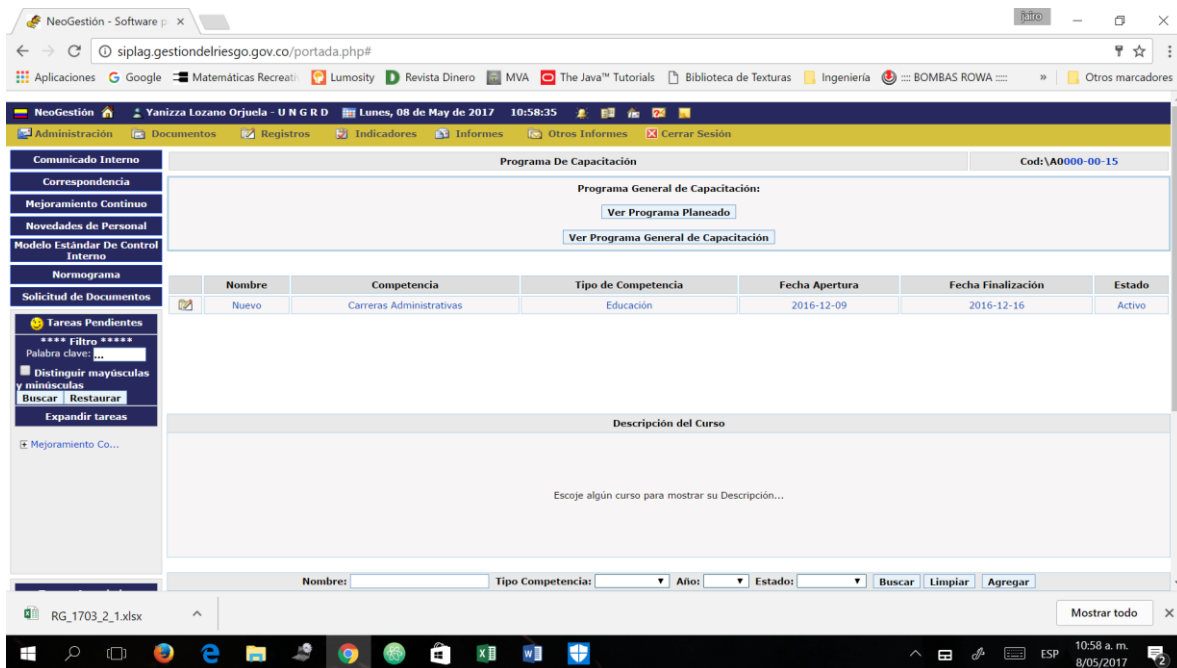 NeoGestión - Software p
jairo
siplag.gestiondelriesgo.gov.co/portada.php#
Aplicaciones Google Matemáticas Recreati Lumosity Revista Dinero MVA The Java™ Tutorials Biblioteca de Texturas Ingeniería :::: BOMBAS ROWA ::::: » Otros marcadores
NeoGestión Yanizza Lozano Orjuela - U N G R D Lunes, 08 de May de 2017 10:58:35
Administración Documentos Registros Indicadores Informes Otros Informes Cerrar Sesión
Comunicado Interno
Correspondencia
Mejoramiento Continuo
Novedades de Personal
Modelo Estándar De Control
Interno
Normograma
Solicitud de Documentos
Tareas Pendientes
**** Filtro *****
Palabra clave: ...
Distinguir mayúsculas
y minúsculas
Buscar Restaurar
Expandir tareas
Mejoramiento Co...
Programa De Capacitación Cod:\A0000-00-15
Programa General de Capacitación:
Ver Programa Planeado
Ver Programa General de Capacitación
Nombre Competencia Tipo de Competencia Fecha Apertura Fecha Finalización Estado
Nuevo Carreras Administrativas Educación 2016-12-09 2016-12-16 Activo
Descripción del Curso
Escoje algún curso para mostrar su Descripción...
Nombre: Tipo Competencia: Año: Estado: Buscar Limpiar Agregar
RG_1703_2_1.xlsx Mostrar todo
ESP
10:58 a. m.
8/05/2017
2